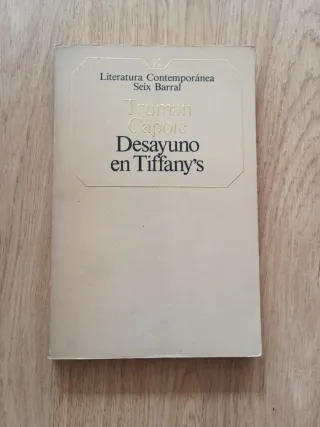 Literatura Contemporánea
Seix Barral
Truman
Capote
Desayuno
en Tiffany's